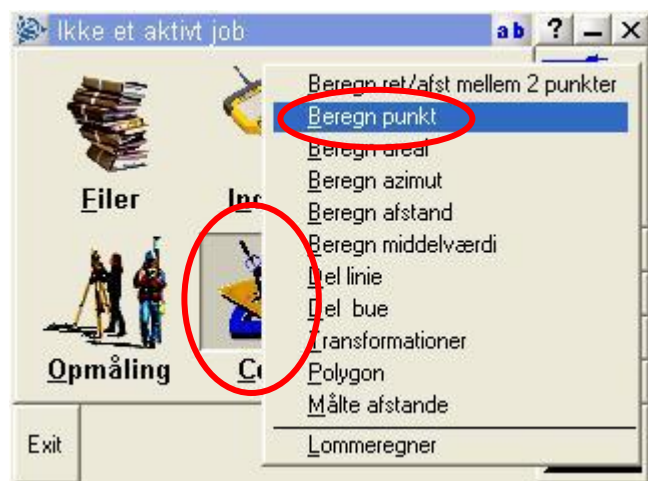 Ikke et aktivt job
ab ?
Beregn ret/afst mellem 2 punkter
Beregn punkt
Beregn areal
Beregn azimut
Beregn afstand
Beregn middelværdi
Del linie
Del bue
Transformationer
Polygon
Målte afstande
Lommeregner
Filer
Opmåling
Exit